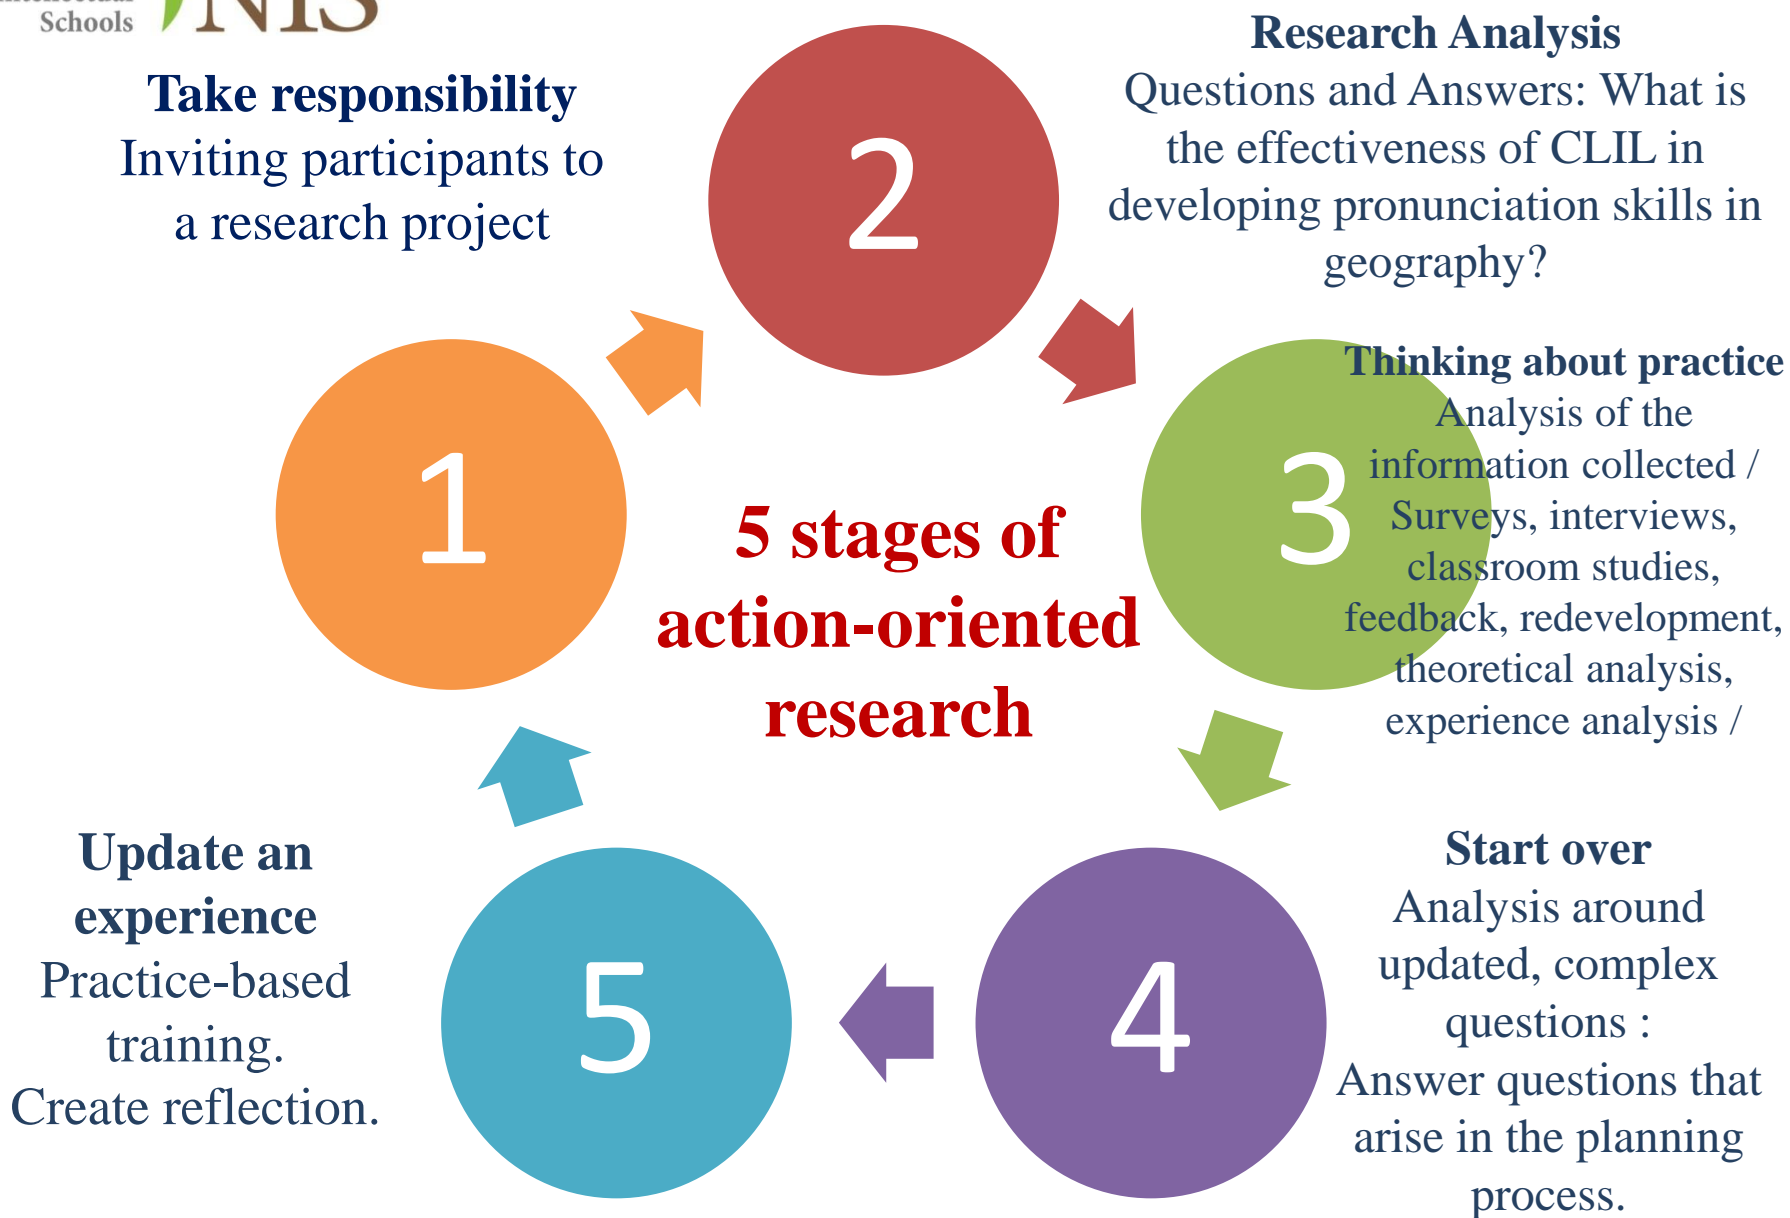 Schools
NIS
Take responsibility
Inviting participants to
a research project
2
Research Analysis
Questions and Answers: What is
the effectiveness of CLIL in
developing pronunciation skills in
geography?
1
5 stages of
action-oriented
research
3
Thinking about practice
Analysis of the
information collected /
Surveys, interviews,
classroom studies,
feedback, redevelopment,
theoretical analysis,
experience analysis /
Update an
experience
Practice-based
training.
Create reflection.
5
4
Start over
Analysis around
updated, complex
questions :
Answer questions that
arise in the planning
process.